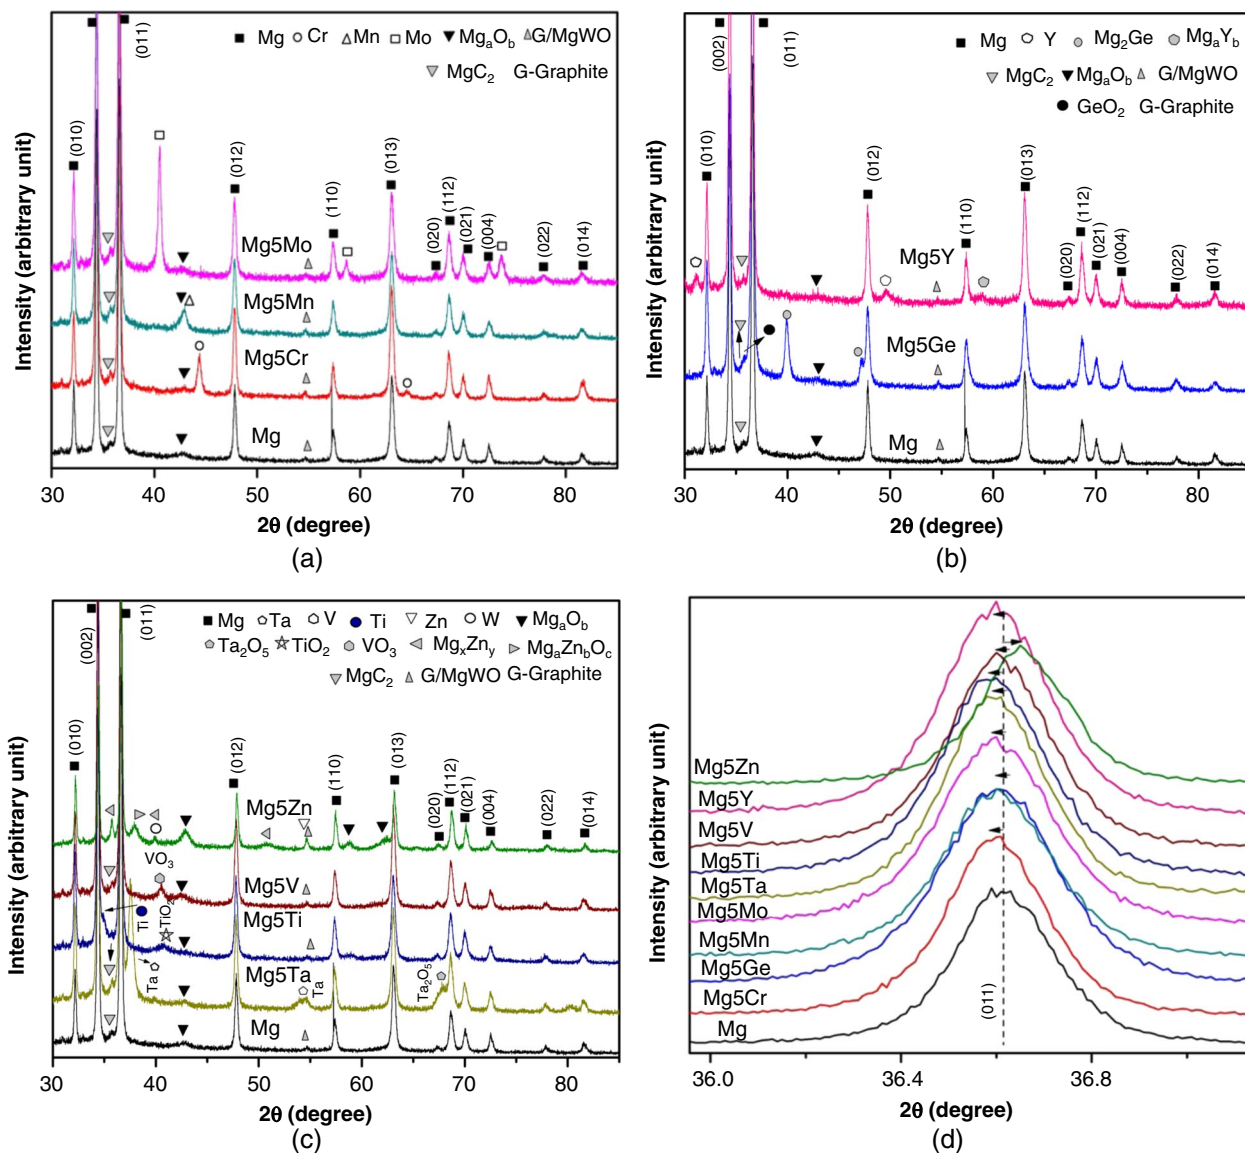 Mg Cr Mn Mo MgaOb G/MgWO
MgC2 G-Graphite
(011)
(010)
(012)
(110)
(013)
(020)
(112)
(021)
(004)
(022)
(014)
Mg5Mo
Mg5Mn
Mg5Cr
Mg
Intensity (arbitrary unit)
30 40 50 60 70 80
2θ (degree)
(a)
Mg Y Mg2Ge MgaYb
MgC2 MgaOb G/MgWO
GeO2 G-Graphite
(002)
(011)
(010)
(012)
(110)
(013)
(020)
(112)
(021)
(004)
(022)
(014)
Mg5Y
Mg5Ge
Mg
Intensity (arbitrary unit)
30 40 50 60 70 80
2θ (degree)
(b)
Mg Ta V Ti Zn W MgaOb
Ta2O5 TiO2 VO3 MgxZny MgaZnbOc
MgC2 G/MgWO G-Graphite
(002)
(011)
(010)
(012)
(110)
(013)
(020)
(112)
(021)
(004)
(022)
(014)
Mg5Zn
VO3
Mg5V
Ti
TiO2
Mg5Ti
Ta
Mg5Ta
Ta
Ta2O5
Mg
Intensity (arbitrary unit)
30 40 50 60 70 80
2θ (degree)
(c)
Mg5Zn
Mg5Y
Mg5V
Mg5Ti
Mg5Ta
Mg5Mo
Mg5Mn
Mg5Ge
Mg5Cr
Mg
(011)
Intensity (arbitrary unit)
36.0 36.4 36.8
2θ (degree)
(d)